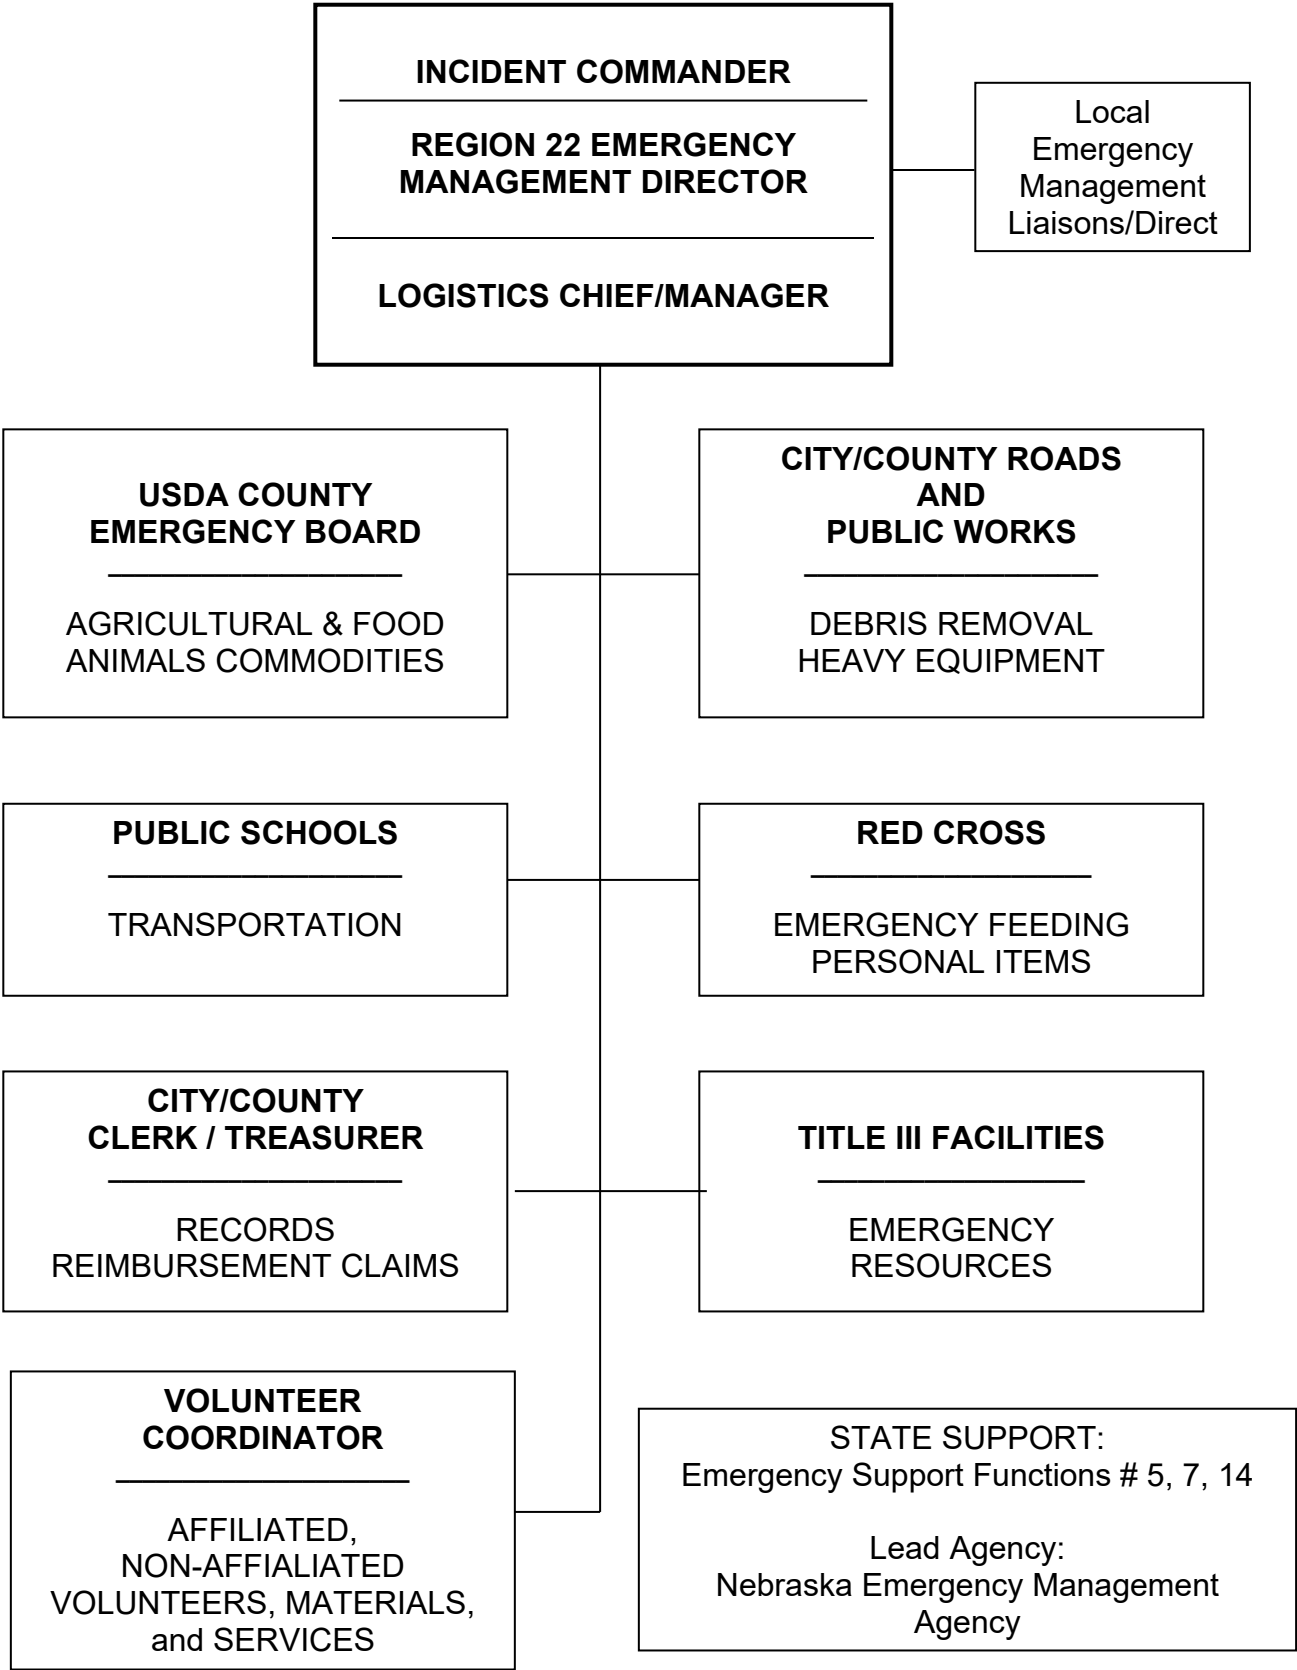 INCIDENT COMMANDER
REGION 22 EMERGENCY
MANAGEMENT DIRECTOR
LOGISTICS CHIEF/MANAGER
Local
Emergency
Management
Liaisons/Direct
USDA COUNTY
EMERGENCY BOARD
AGRICULTURAL & FOOD
ANIMALS COMMODITIES
CITY/COUNTY ROADS
AND
PUBLIC WORKS
DEBRIS REMOVAL
HEAVY EQUIPMENT
PUBLIC SCHOOLS
TRANSPORTATION
RED CROSS
EMERGENCY FEEDING
PERSONAL ITEMS
CITY/COUNTY
CLERK / TREASURER
RECORDS
REIMBURSEMENT CLAIMS
TITLE III FACILITIES
EMERGENCY
RESOURCES
VOLUNTEER
COORDINATOR
AFFILIATED,
NON-AFFIALIATED
VOLUNTEERS, MATERIALS,
and SERVICES
STATE SUPPORT:
Emergency Support Functions # 5, 7, 14
Lead Agency:
Nebraska Emergency Management
Agency